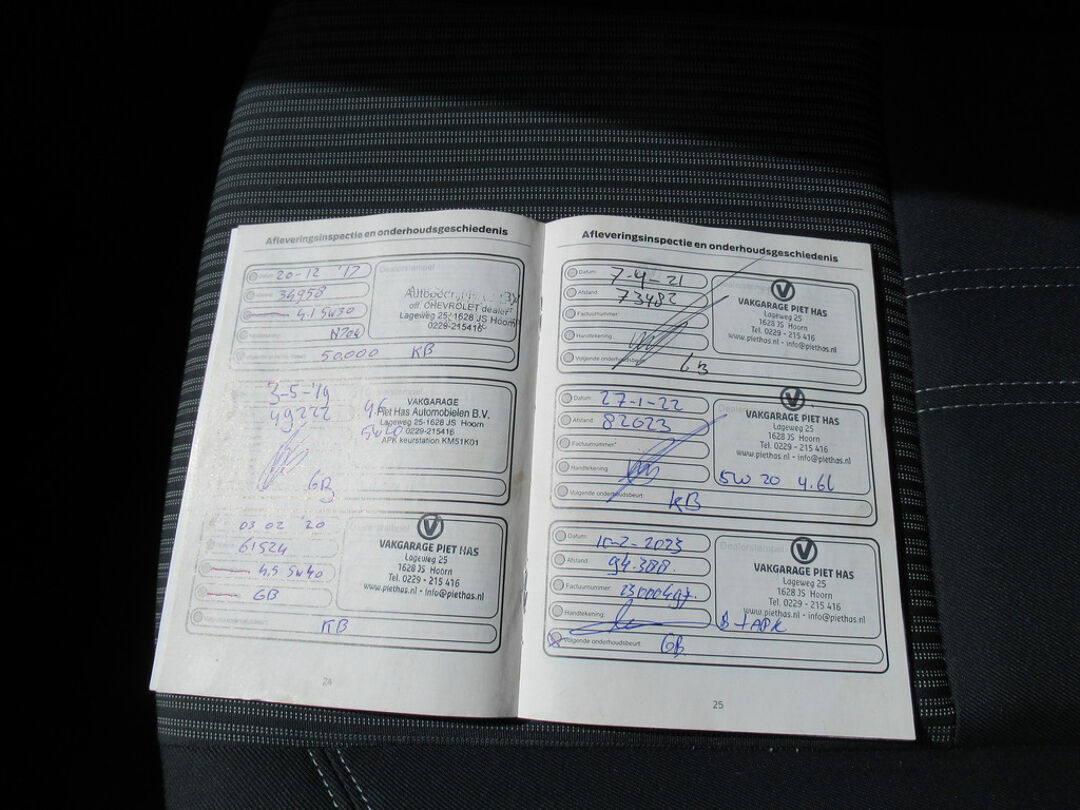 Afleveringsinspectie en onderhoudsgeschiedenis
20-12 '17
Dealerstempel
34958
off. CHEVROLET dealer
4,1 5W30
Lageweg 25-1628 JS Hoorn
0229-215416
50,000 KB
3-5-'19
VAKGARAGE
49222
Piet Has Automobielen B.V.
Lageweg 25-1628 JS Hoorn
0229-215416
5W20
APK keurstation KM51K01
GB
03 02 '20
61524
VAKGARAGE PIET HAS
Lageweg 25
4,5 5W40
1628 JS Hoorn
Tel. 0229 - 215 416
GB
www.piethas.nl - info@piethas.nl
KB
24
Afleveringsinspectie en onderhoudsgeschiedenis
Datum: 7-4-21
Afstand: 73482
VAKGARAGE PIET HAS
Factuurnummer:
Lageweg 25
1628 JS Hoorn
Handtekening:
Tel. 0229 - 215 416
www.piethas.nl - info@piethas.nl
Volgende onderhoudsbeurt:
GB
Datum: 27-1-22
Afstand: 82023
VAKGARAGE PIET HAS
Factuurnummer:
Lageweg 25
1628 JS Hoorn
Tel. 0229 - 215 416
Handtekening:
www.piethas.nl - info@piethas.nl
5W20 4.6L
Volgende onderhoudsbeurt: KB
Datum: 10-2-2023
Dealerstempel
Afstand: 94.388.
VAKGARAGE PIET HAS
Lageweg 25
Factuurnummer:
1628 JS Hoorn
Tel. 0229 - 215 416
Handtekening:
www.piethas.nl - info@piethas.nl
B + APK
Volgende onderhoudsbeurt: GB
25